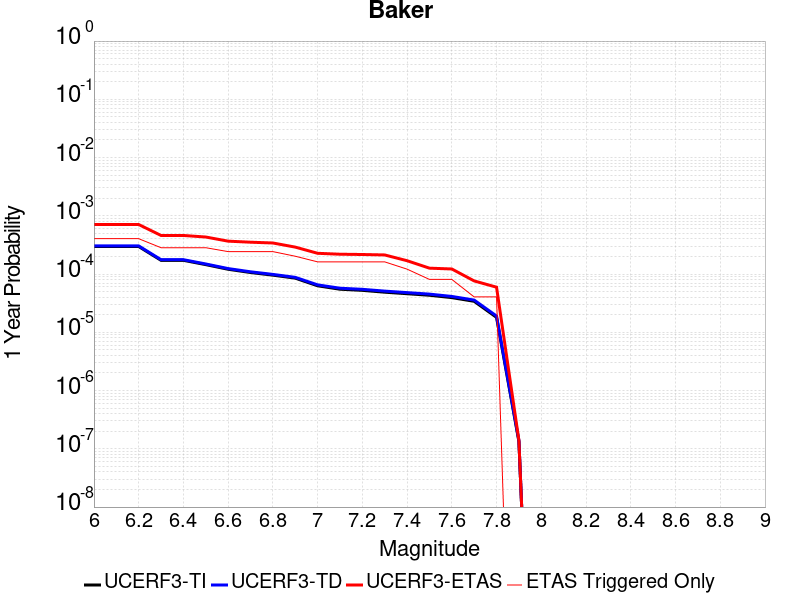 Baker
10^0
10^-1
10^-2
10^-3
10^-4
10^-5
10^-6
10^-7
10^-8
1 Year Probability
6 6.2 6.4 6.6 6.8 7 7.2 7.4 7.6 7.8 8 8.2 8.4 8.6 8.8 9
Magnitude
UCERF3-TI UCERF3-TD UCERF3-ETAS ETAS Triggered Only